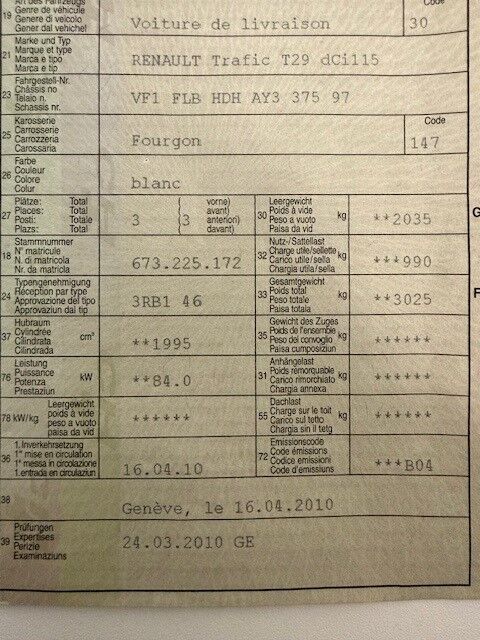 Art des Fahrzeugs Code
19 Genre de véhicule
Genere di veicolo
Gener dal vehichel
Voiture de livraison 30
21 Marke und Typ
Marque et type
Marca e tipo
Marca e tip
RENAULT Trafic T29 dCi115
23 Fahrgestell-Nr.
Châssis no
Telaio n.
Schassis nr.
VF1 FLB HDH AY3 375 97
25 Karosserie
Carrosserie
Carrozzeria
Carossaria
Fourgon
Code
147
26 Farbe
Couleur
Colore
Colur
blanc
27 Plätze: Total
Places: Total
Posti: Totale
Plazs: Total
3 (3 vorne)
avant)
anteriori)
davant)
30 Leergewicht
Poids à vide
Peso a vuoto
Paisa da vid
kg **2035
18 Stammnummer
N° matricule
N. di matricola
Nr. da matricla
673.225.172
32 Nutz-/Sattellast
Charge utile/sellette
Carico utile/sella
Chargia utila/sella
kg ***990
24 Typengenehmigung
Réception par type
Approvazione del tipo
Approvaziun dal tip
3RB1 46
33 Gesamtgewicht
Poids total
Peso totale
Paisa totala
kg **3025
37 Hubraum
Cylindrée
Cilindrata
Cilindrada
cm³ **1995
35 Gewicht des Zuges
Poids de l'ensemble
Peso del convoglio
Paisa cumposiziun
kg ******
76 Leistung
Puissance
Potenza
Prestaziun
kW **84.0
31 Anhängelast
Poids remorquable
Carico rimorchiato
Chargia annexa
kg ******
78 kW/kg Leergewicht
poids à vide
peso a vuoto
paisa da vid
******
55 Dachlast
Charge sur le toit
Carico sul tetto
Chargia sin il tetg
kg ******
36 1. Inverkehrsetzung
1re mise en circulation
1a messa in circolazione
1. entrada en circulaziun
16.04.10
72 Emissionscode
Code émissions
Codice emissioni
Code d'emissiuns
***B04
38 Genève, le 16.04.2010
39 Prüfungen
Expertises
Perizie
Examinaziuns
24.03.2010 GE
G
F